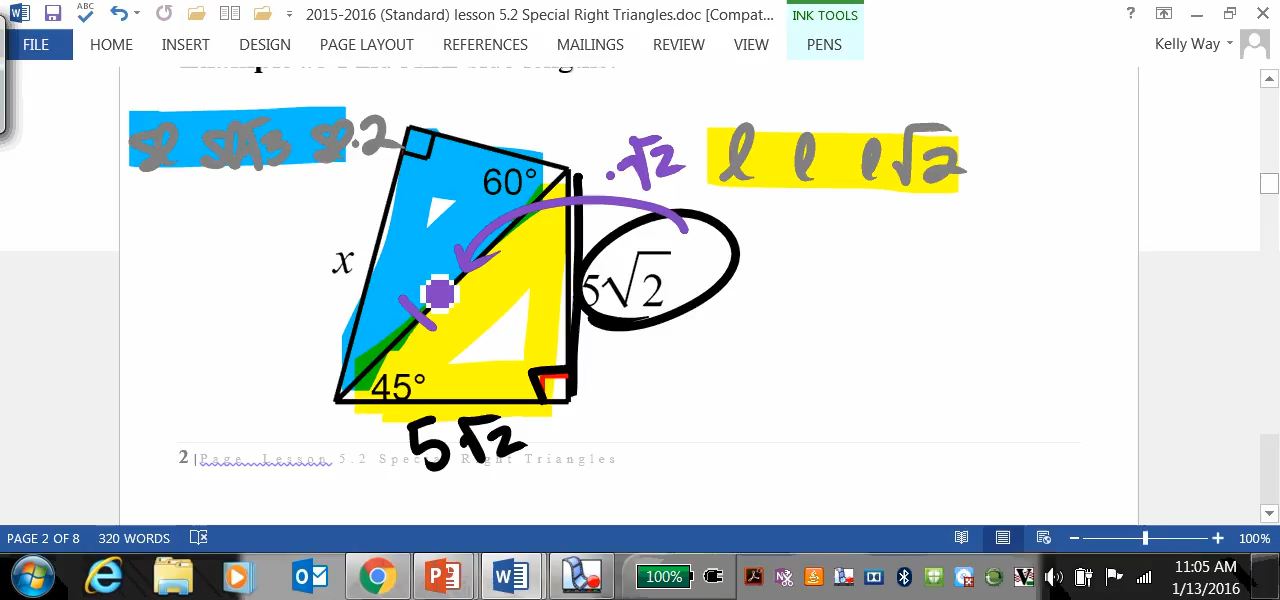 2015-2016 (Standard) lesson 5.2 Special Right Triangles.doc [Compat...
INK TOOLS
?
FILE HOME INSERT DESIGN PAGE LAYOUT REFERENCES MAILINGS REVIEW VIEW PENS
Kelly Way
sl sl√3 sl.2
60°
.√2
l l l√2
x
5√2
45°
5√2
2 | Page Lesson 5.2 Special Right Triangles
PAGE 2 OF 8 320 WORDS
100%
100%
11:05 AM
1/13/2016